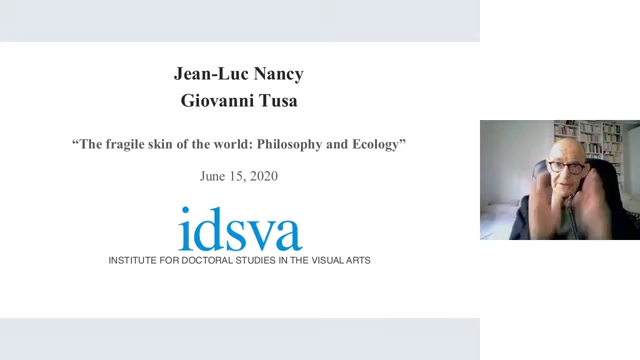 Jean-Luc Nancy
Giovanni Tusa
“The fragile skin of the world: Philosophy and Ecology”
June 15, 2020
idsva
INSTITUTE FOR DOCTORAL STUDIES IN THE VISUAL ARTS